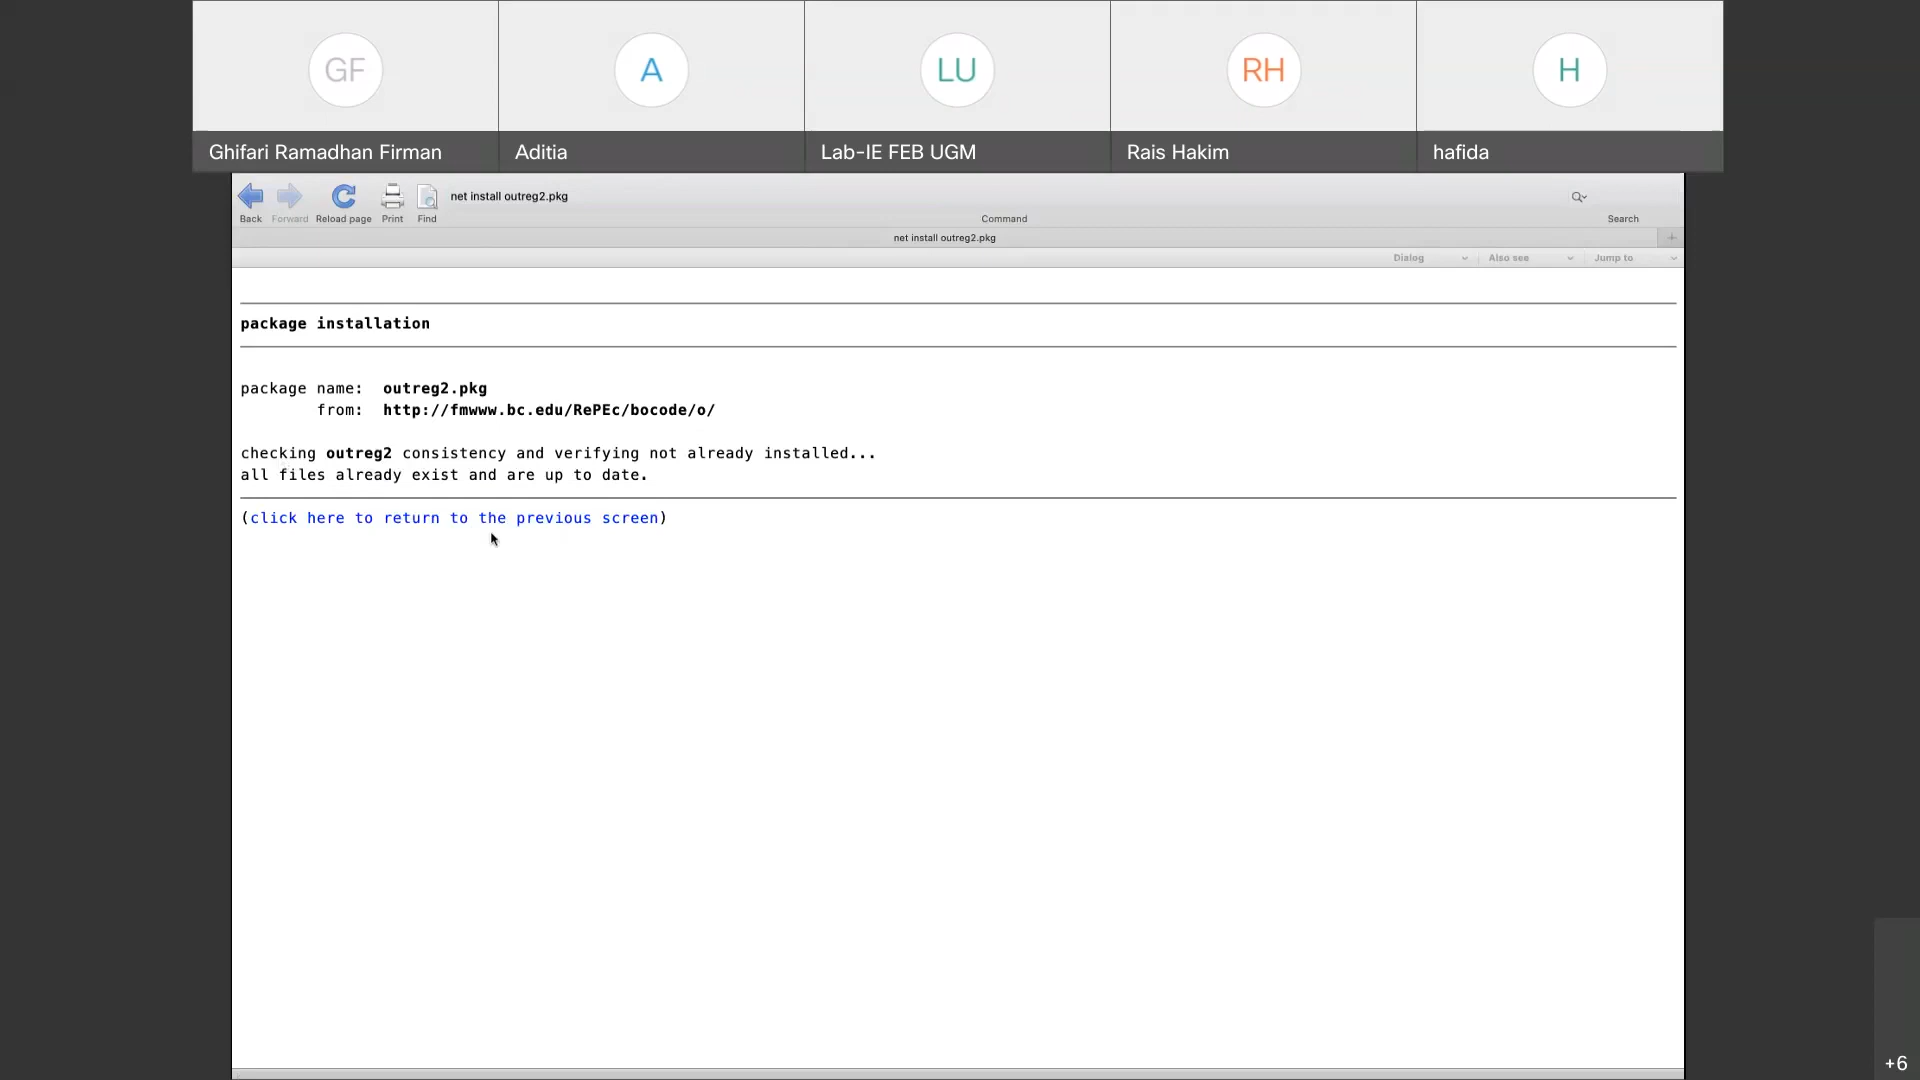 GF
A
LU
RH
H
Ghifari Ramadhan Firman
Aditia
Lab-IE FEB UGM
Rais Hakim
hafida
net install outreg2.pkg
Back Forward Reload page Print Find
Command
Search
net install outreg2.pkg
+
Dialog
Also see
Jump to
package installation
package name: outreg2.pkg
from: http://fmwww.bc.edu/RePEc/bocode/o/
checking outreg2 consistency and verifying not already installed...
all files already exist and are up to date.
(click here to return to the previous screen)
+6